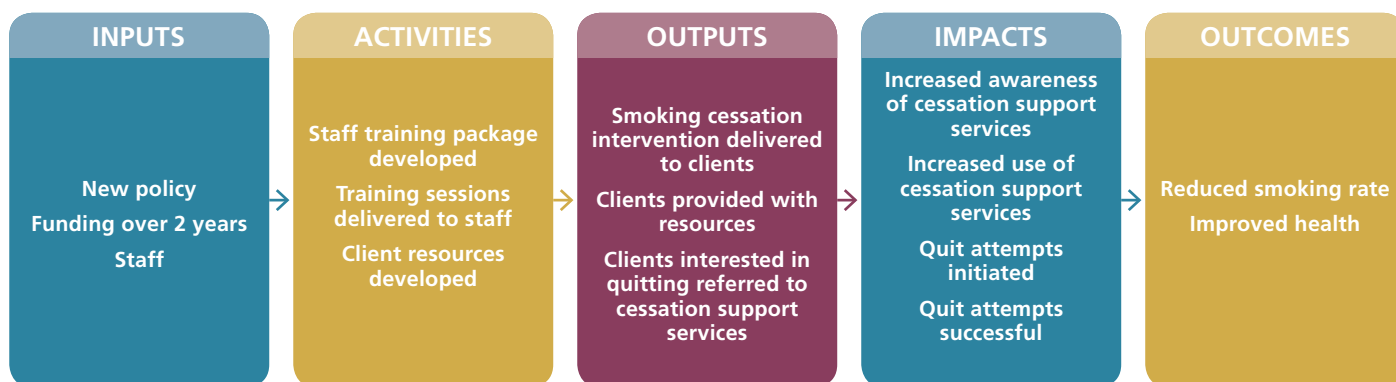 INPUTS
New policy
Funding over 2 years
Staff
ACTIVITIES
Staff training package
developed
Training sessions
delivered to staff
Client resources
developed
OUTPUTS
Smoking cessation
intervention delivered
to clients
Clients provided with
resources
Clients interested in
quitting referred to
cessation support
services
IMPACTS
Increased awareness
of cessation support
services
Increased use of
cessation support
services
Quit attempts
initiated
Quit attempts
successful
OUTCOMES
Reduced smoking rate
Improved health